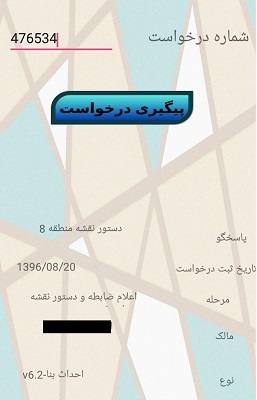 شماره درخواست 476534
پیگیری درخواست
پاسخگو دستور نقشه منطقه 8
تاریخ ثبت درخواست 1396/08/20
مرحله اعلام ضابطه و دستور نقشه
مالک
نوع احداث بنا-v6.2